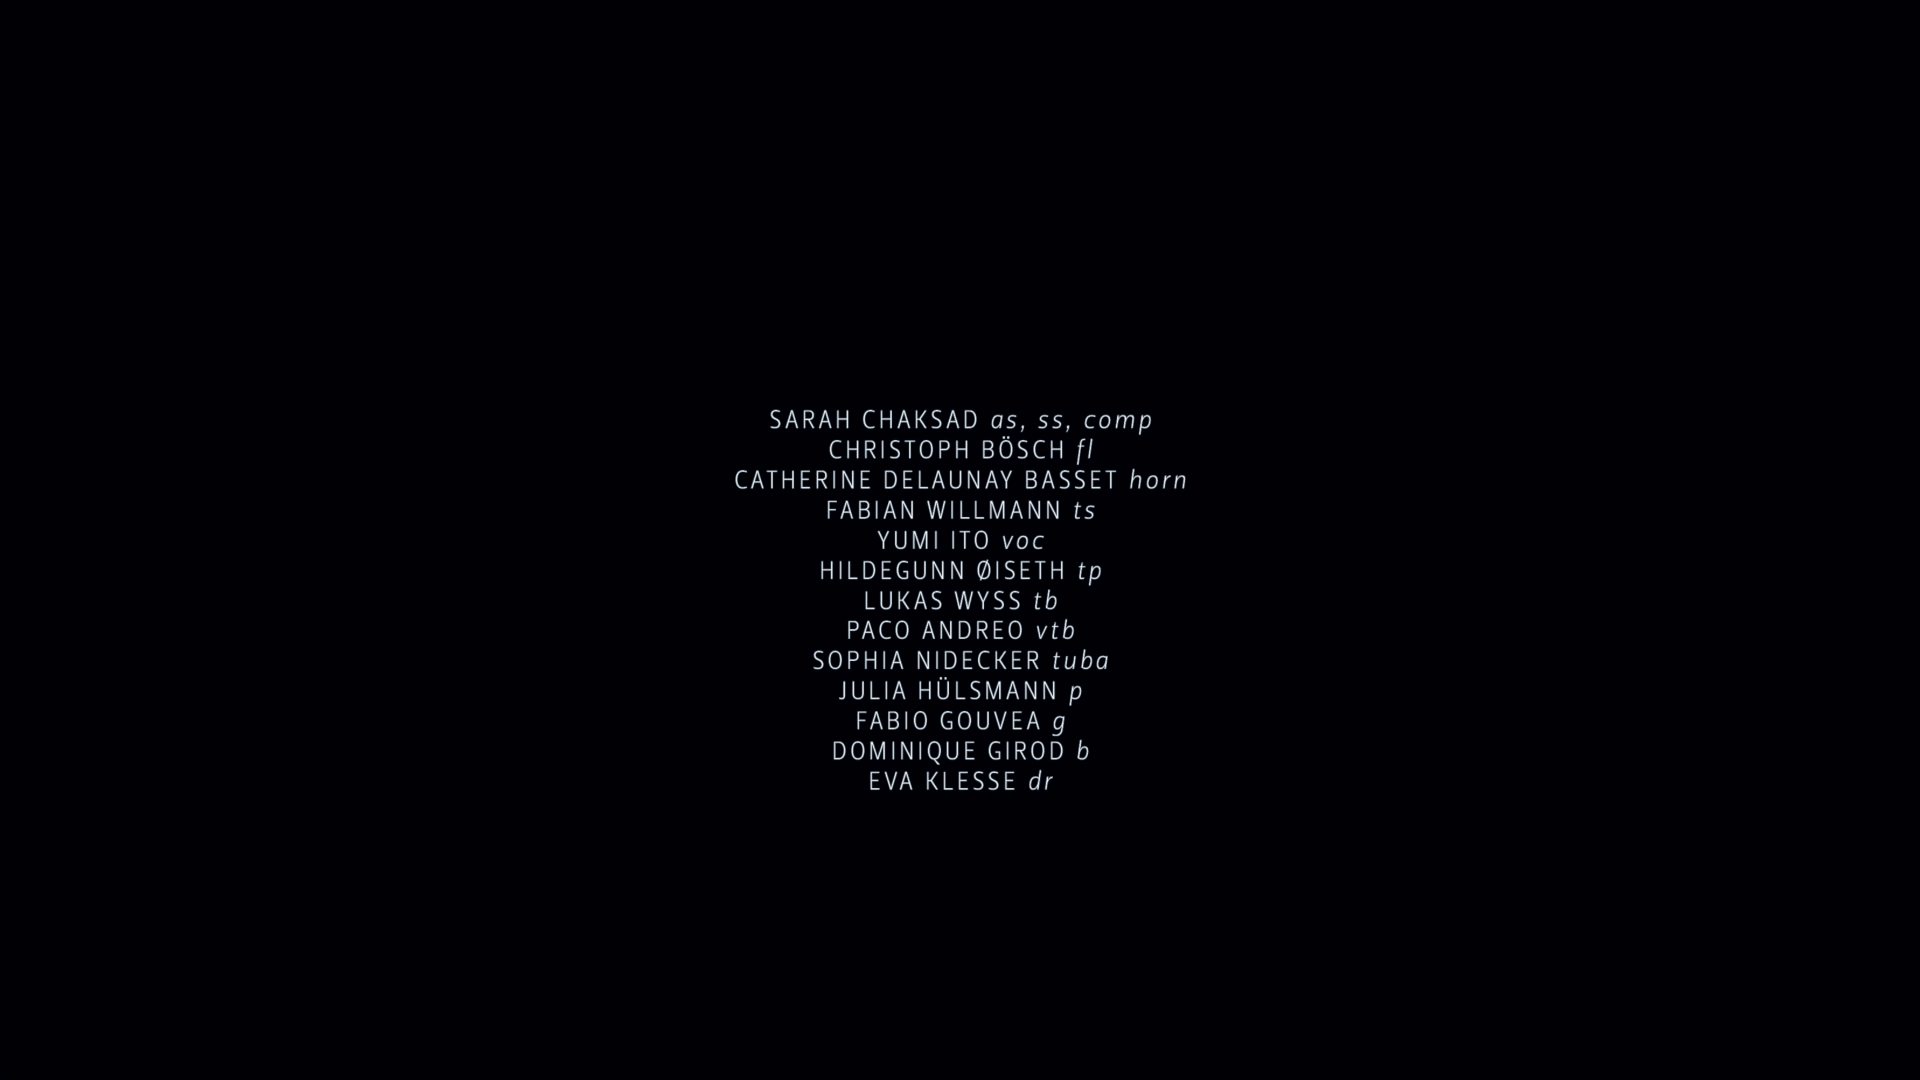 SARAH CHAKSAD as, ss, comp
CHRISTOPH BÖSCH fl
CATHERINE DELAUNAY BASSET horn
FABIAN WILLMANN ts
YUMI ITO voc
HILDEGUNN ØISETH tp
LUKAS WYSS tb
PACO ANDREO vtb
SOPHIA NIDECKER tuba
JULIA HÜLSMANN p
FABIO GOUVEA g
DOMINIQUE GIROD b
EVA KLESSE dr